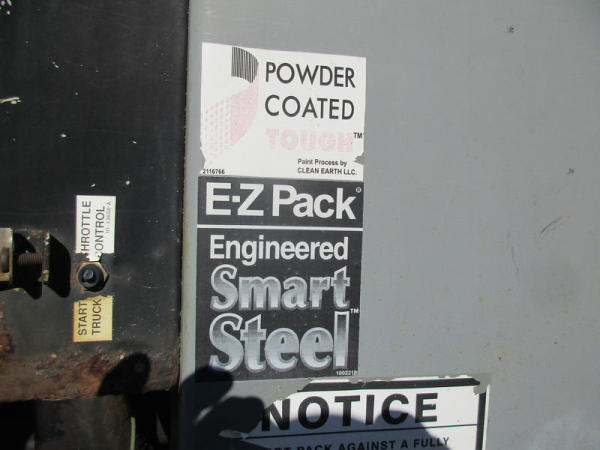 POWDER
COATED
TOUGH™
Paint Process by
2116766 CLEAN EARTH LLC.
E-Z Pack®
Engineered
Smart
Steel™
THROTTLE
CONTROL
START
TRUCK
NOTICE
PACK AGAINST A FULLY